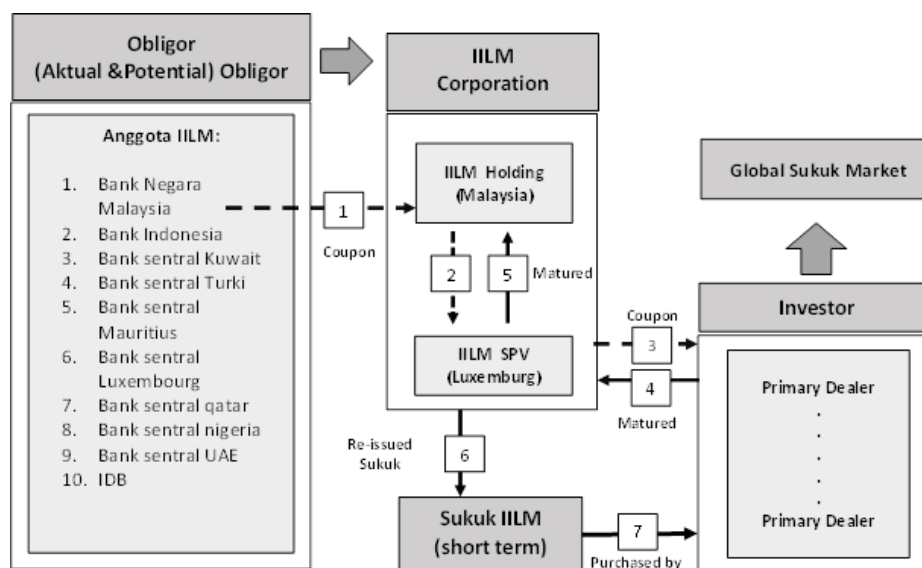 Obligor
(Aktual &Potential) Obligor
Anggota IILM:
1. Bank Negara
Malaysia
2. Bank Indonesia
3. Bank sentral Kuwait
4. Bank sentral Turki
5. Bank sentral
Mauritius
6. Bank sentral
Luxembourg
7. Bank sentral qatar
8. Bank sentral nigeria
9. Bank sentral UAE
10. IDB
1
Coupon
IILM
Corporation
IILM Holding
(Malaysia)
2
5
Matured
IILM SPV
(Luxemburg)
Coupon
3
4
Matured
Re-issued
Sukuk
6
Sukuk IILM
(short term)
7
Purchased by
Global Sukuk Market
Investor
Primary Dealer
.
.
.
.
.
Primary Dealer